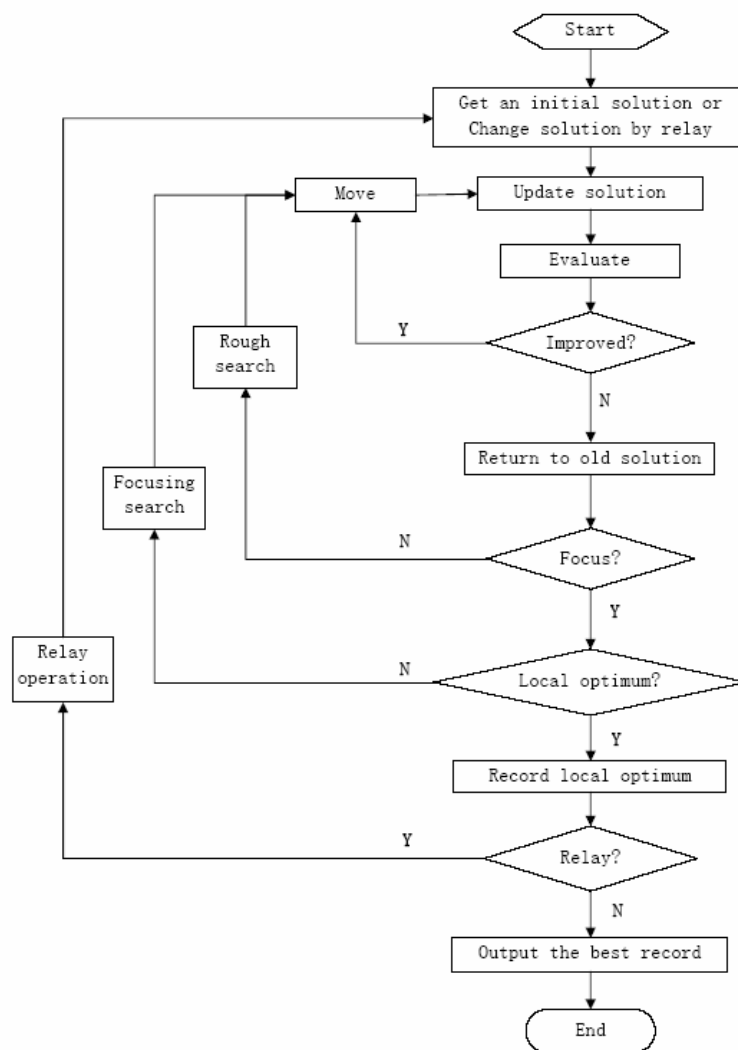 Start
Get an initial solution or
Change solution by relay
Move
Update solution
Evaluate
Rough
search
Y
Improved?
N
Return to old solution
Focusing
search
N
Focus?
Y
Relay
operation
N
Local optimum?
Y
Record local optimum
Y
Relay?
N
Output the best record
End